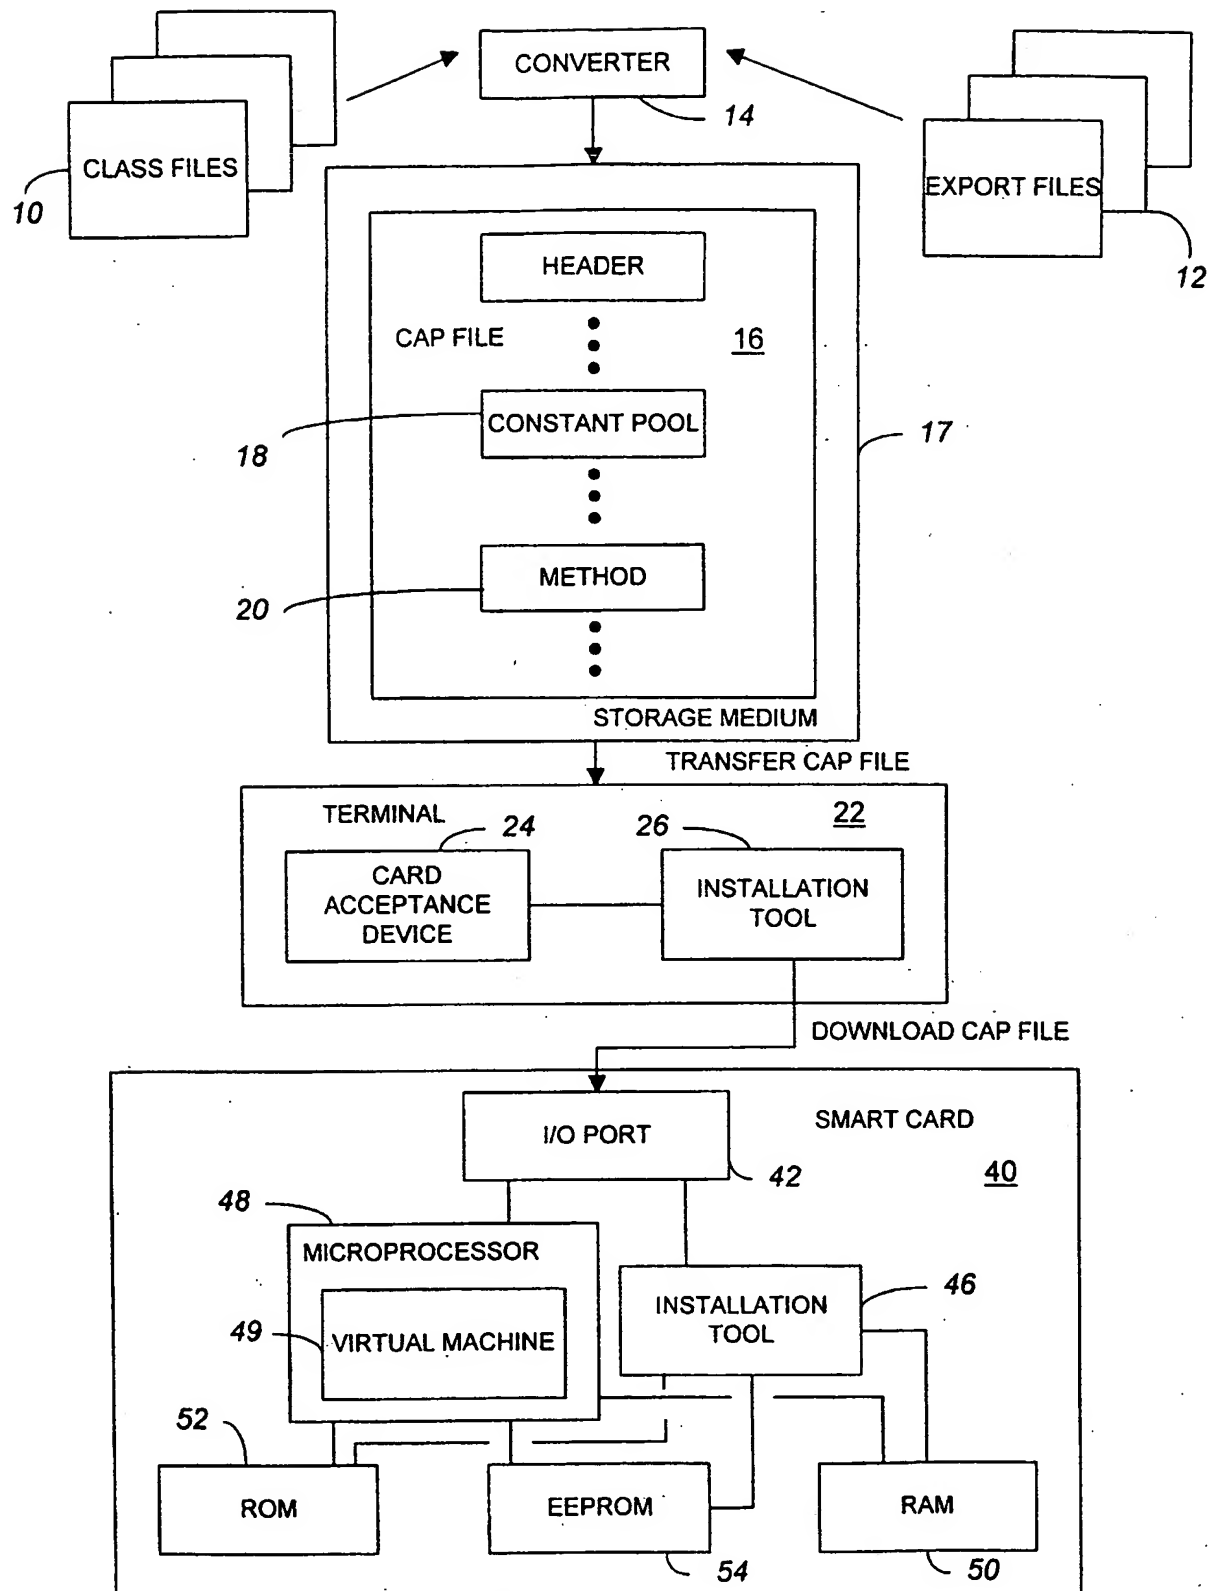 CONVERTER
14
CLASS FILES
10
EXPORT FILES
12
HEADER
CAP FILE
16
CONSTANT POOL
18
17
METHOD
20
STORAGE MEDIUM
TRANSFER CAP FILE
TERMINAL
22
24
26
CARD
ACCEPTANCE
DEVICE
INSTALLATION
TOOL
DOWNLOAD CAP FILE
SMART CARD
40
I/O PORT
42
48
MICROPROCESSOR
49
VIRTUAL MACHINE
INSTALLATION
TOOL
46
52
ROM
EEPROM
54
RAM
50